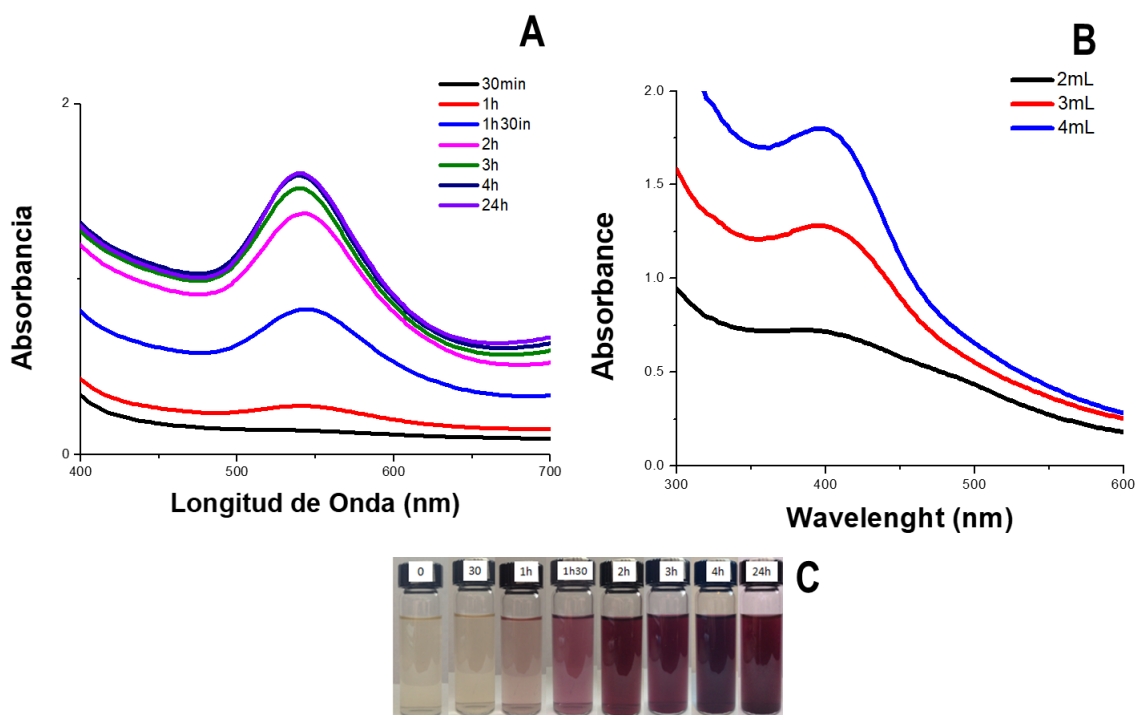 A
30min
1h
1h30in
2h
3h
4h
24h
2
1
0
400
500
600
700
Absorbancia
Longitud de Onda (nm)
B
2mL
3mL
4mL
2.0
1.5
1.0
0.5
0.0
300
400
500
600
Absorbance
Wavelenght (nm)
0
30
1h
1h30
2h
3h
4h
24h
C